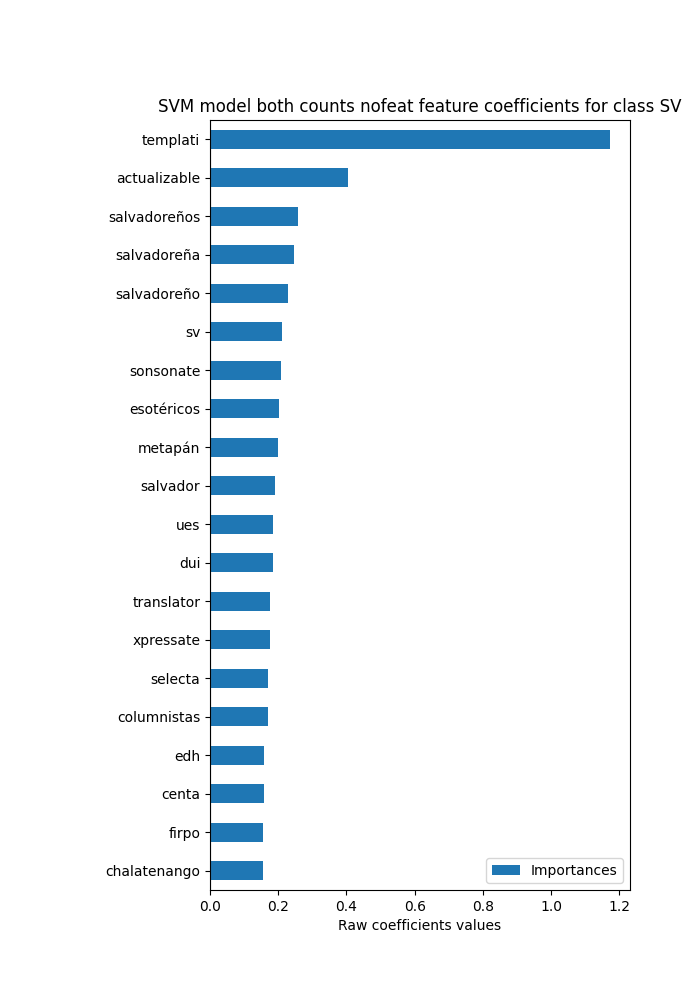 SVM model both counts nofeat feature coefficients for class SV
templati
actualizable
salvadoreños
salvadoreña
salvadoreño
sv
sonsonate
esotéricos
metapán
salvador
ues
dui
translator
xpressate
selecta
columnistas
edh
centa
firpo
chalatenango
Importances
0.0 0.2 0.4 0.6 0.8 1.0 1.2
Raw coefficients values